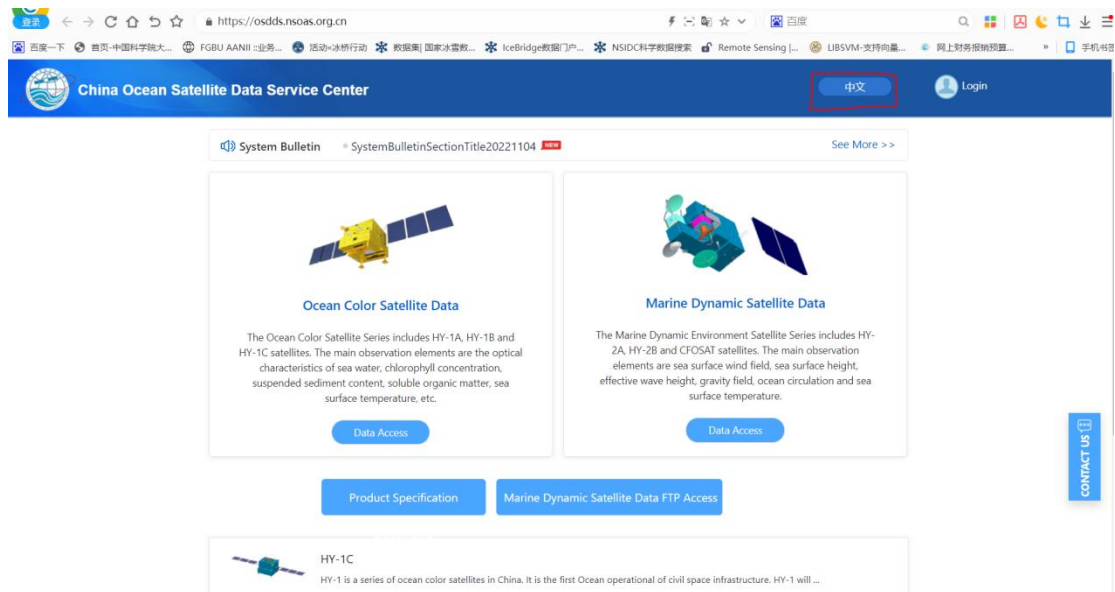 登录
https://osdds.nsoas.org.cn
百度
百度一下
首页-中国科学院大...
FGBU AANII ::业务...
活动«冰桥行动
数据集| 国家冰雪数...
IceBridge数据门户...
NSIDC科学数据搜索
Remote Sensing |...
LIBSVM-支持向量...
网上财务报销预算...
»
China Ocean Satellite Data Service Center
中文
Login
System Bulletin
SystemBulletinSectionTitle20221104
NEW
See More >>
Ocean Color Satellite Data
The Ocean Color Satellite Series includes HY-1A, HY-1B and
HY-1C satellites. The main observation elements are the optical
characteristics of sea water, chlorophyll concentration,
suspended sediment content, soluble organic matter, sea
surface temperature, etc.
Data Access
Marine Dynamic Satellite Data
The Marine Dynamic Environment Satellite Series includes HY-
2A, HY-2B and CFOSAT satellites. The main observation
elements are sea surface wind field, sea surface height,
effective wave height, gravity field, ocean circulation and sea
surface temperature.
Data Access
CONTACT US
Product Specification
Marine Dynamic Satellite Data FTP Access
HY-1C
HY-1 is a series of ocean color satellites in China. It is the first Ocean operational of civil space infrastructure. HY-1 will ...